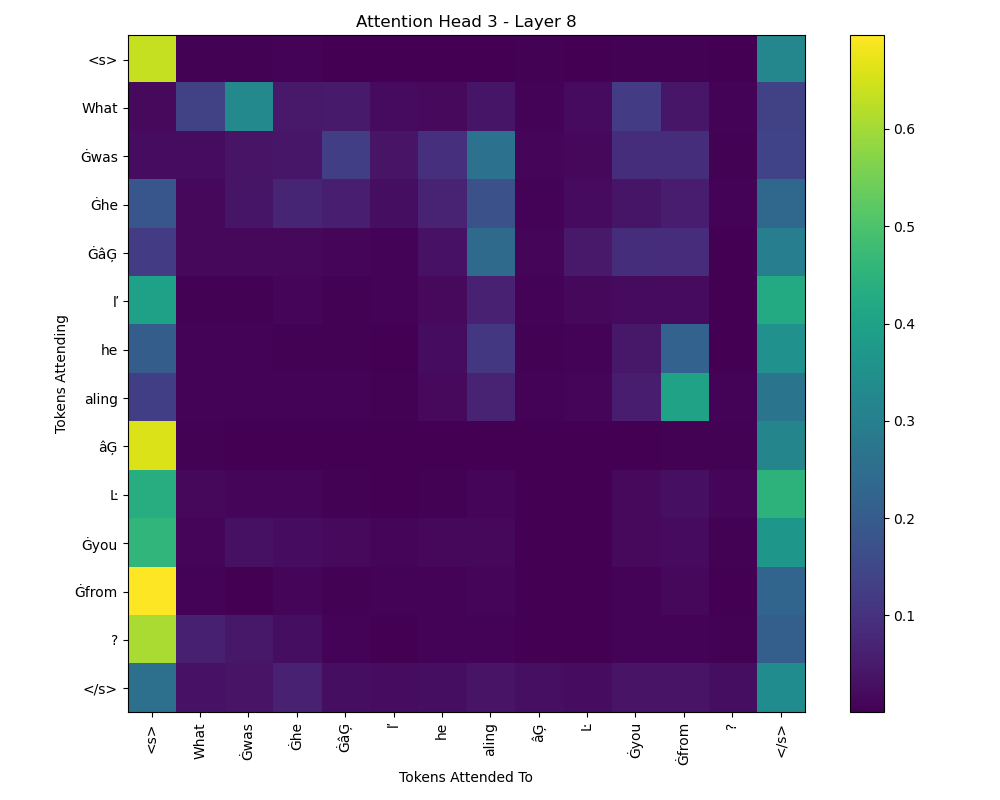 Attention Head 3 - Layer 8
Tokens Attending
<s>
What
Ġwas
Ġhe
ĠâĢ
ľ
he
aling
âĢ
Ŀ
Ġyou
Ġfrom
?
</s>
<s>
What
Ġwas
Ġhe
ĠâĢ
ľ
he
aling
âĢ
Ŀ
Ġyou
Ġfrom
?
</s>
Tokens Attended To
0.6
0.5
0.4
0.3
0.2
0.1